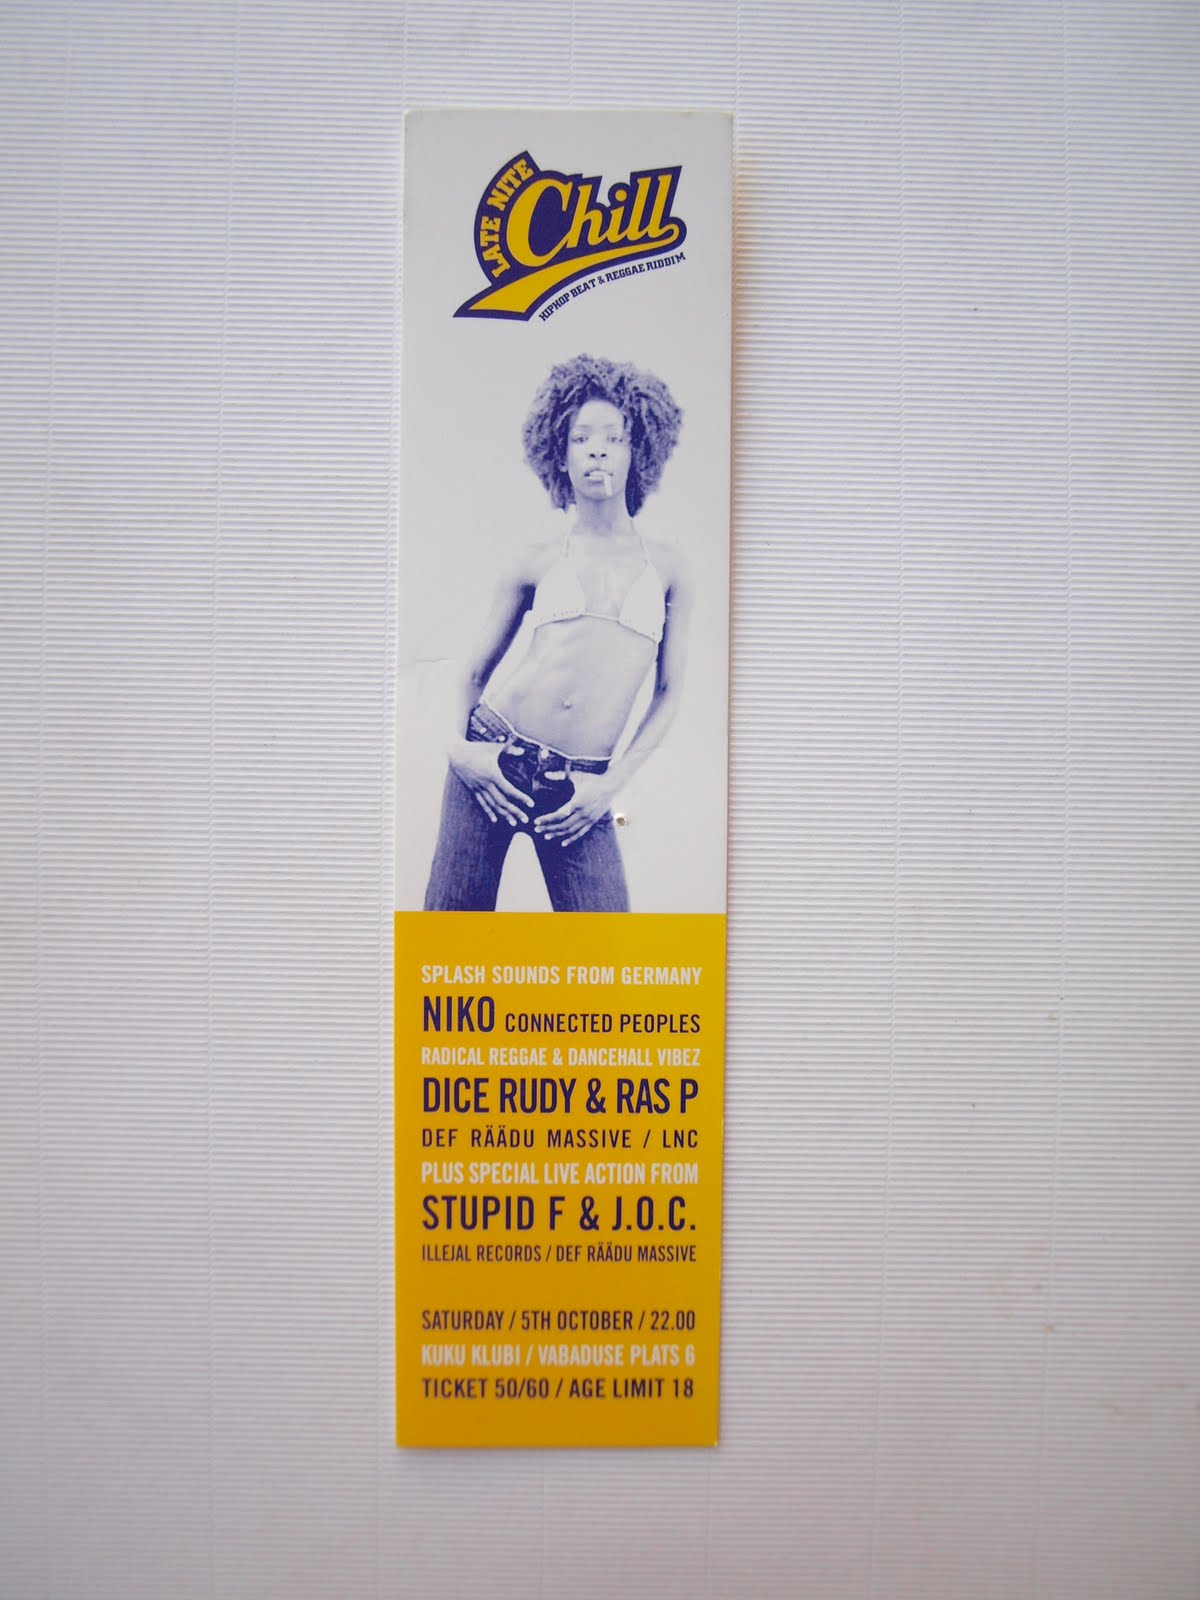 LATE NITE
Chill
HIPHOP BEAT & REGGAE RIDDIM
SPLASH SOUNDS FROM GERMANY
NIKO CONNECTED PEOPLES
RADICAL REGGAE & DANCEHALL VIBEZ
DICE RUDY & RAS P
DEF RÄÄDU MASSIVE / LNC
PLUS SPECIAL LIVE ACTION FROM
STUPID F & J.O.C.
ILLEJAL RECORDS / DEF RÄÄDU MASSIVE
SATURDAY / 5TH OCTOBER / 22.00
KUKU KLUBI / VABADUSE PLATS 6
TICKET 50/60 / AGE LIMIT 18